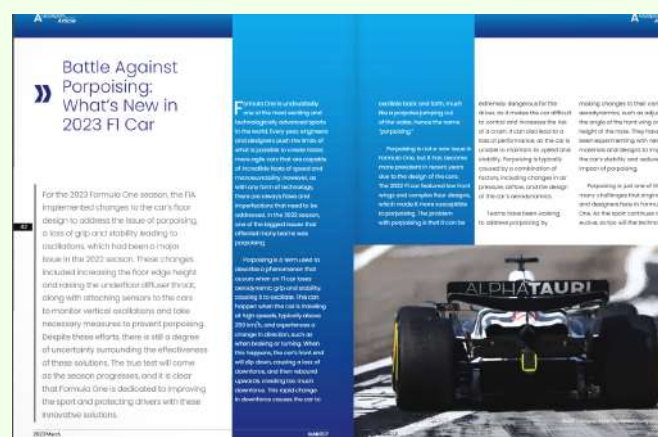 Article
Article
Battle Against
Porpoising:
What's New in
2023 F1 Car
For the 2023 Formula One season, the FIA
implemented changes to the car's floor
design to address the issue of porpoising,
a loss of grip and stability leading to
oscillations, which had been a major
issue in the 2022 season. These changes
included increasing the floor edge height
and raising the underfloor diffuser throat,
along with attaching sensors to the cars
to monitor vertical oscillations and take
necessary measures to prevent porpoising.
Despite these efforts, there is still a degree
of uncertainty surrounding the effectiveness
of these solutions. The true test will come
as the season progresses, and it is clear
that Formula One is dedicated to improving
the sport and protecting drivers with these
innovative solutions.
Formula One is undoubtedly
one of the most exciting and
technologically advanced sports
in the world. Every year, engineers
and designers push the limits of
what is possible to create faster,
more agile cars that are capable
of incredible feats of speed and
maneuverability. However, as
with any form of technology,
there are always flaws and
imperfections that need to be
addressed. In the 2022 season,
one of the biggest issues that
affected many teams was
porpoising.
Porpoising is a term used to
describe a phenomenon that
occurs when an F1 car loses
aerodynamic grip and stability,
causing it to oscillate. This can
happen when the car is traveling
at high speeds, typically above
250 km/h, and experiences a
change in direction, such as
when braking or turning. When
this happens, the car's front end
will dip down, causing a loss of
downforce, and then rebound
upwards, creating too much
downforce. This rapid change
in downforce causes the car to
oscillate back and forth, much
like a porpoise jumping out
of the water, hence the name
"porpoising."
Porpoising is not a new issue in
Formula One, but it has become
more prevalent in recent years
due to the design of the cars.
The 2022 F1 car featured low front
wings and complex floor designs,
which made it more susceptible
to porpoising. The problem
with porpoising is that it can be
extremely dangerous for the
driver, as it makes the car difficult
to control and increases the risk
of a crash. It can also lead to a
loss of performance, as the car is
unable to maintain its speed and
stability. Porpoising is typically
caused by a combination of
factors, including changes in air
pressure, airflow, and the design
of the car's aerodynamics.
Teams have been working
to address porpoising by
making changes to their cars'
aerodynamics, such as adjusting
the angle of the front wing or the
height of the nose. They have
been experimenting with new
materials and designs to improve
the car's stability and reduce the
impact of porpoising.
Porpoising is just one of the
many challenges that engineers
and designers face in Formula
One. As the sport continues to
evolve, so too will the technology
ALPHATAURI
2023 March